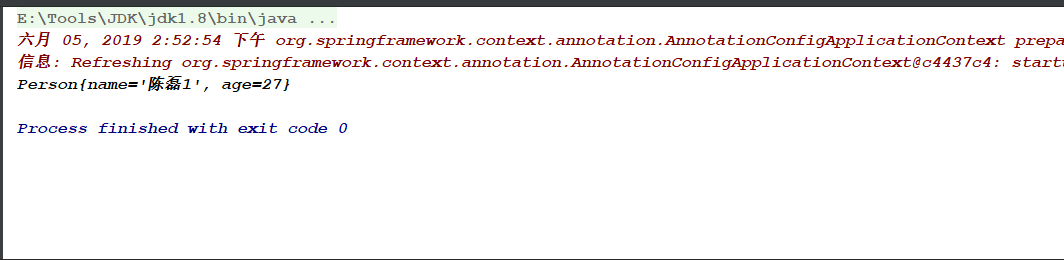 E:\Tools\JDK\jdk1.8\bin\java ...
六月 05, 2019 2:52:54 下午 org.springframework.context.annotation.AnnotationConfigApplicationContext prepa
信息: Refreshing org.springframework.context.annotation.AnnotationConfigApplicationContext@c4437c4: start
Person{name='陈磊1', age=27}
Process finished with exit code 0